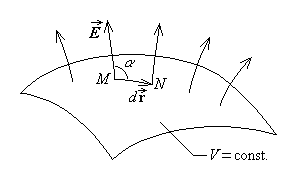 E⃗
α
M
N
dr⃗
V = const.